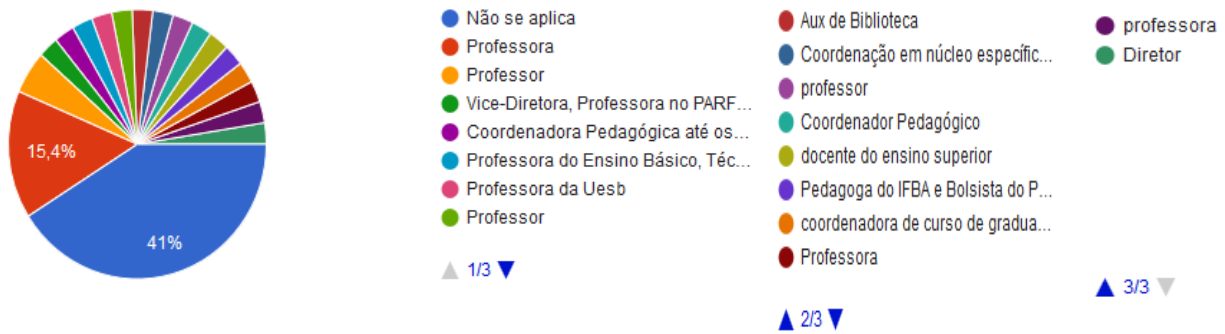 15,4%
41%
Não se aplica
Professora
Professor
Vice-Diretora, Professora no PARF...
Coordenadora Pedagógica até os...
Professora do Ensino Básico, Téc...
Professora da Uesb
Professor
1/3
Aux de Biblioteca
Coordenação em núcleo específic...
professor
Coordenador Pedagógico
docente do ensino superior
Pedagoga do IFBA e Bolsista do P...
coordenadora de curso de gradua...
Professora
2/3
professora
Diretor
3/3